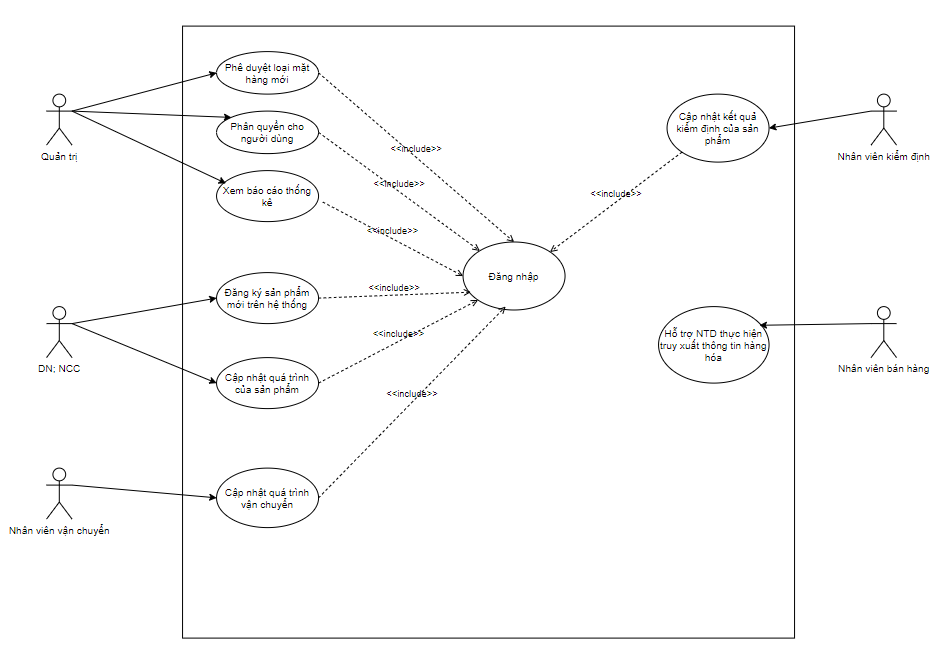 Phê duyệt loại mặt
hàng mới
Quản trị
Phân quyền cho
người dùng
<<include>>
Cập nhật kết quả
kiểm định của sản
phẩm
Nhân viên kiểm định
<<include>>
Xem báo cáo thống
kê
<<include>>
<<include>>
Đăng nhập
Đăng ký sản phẩm
mới trên hệ thống
<<include>>
DN; NCC
<<include>>
Hỗ trợ NTD thực hiện
truy xuất thông tin hàng
hóa
Nhân viên bán hàng
Cập nhật quá trình
của sản phẩm
<<include>>
Cập nhật quá trình
vận chuyển
Nhân viên vận chuyển